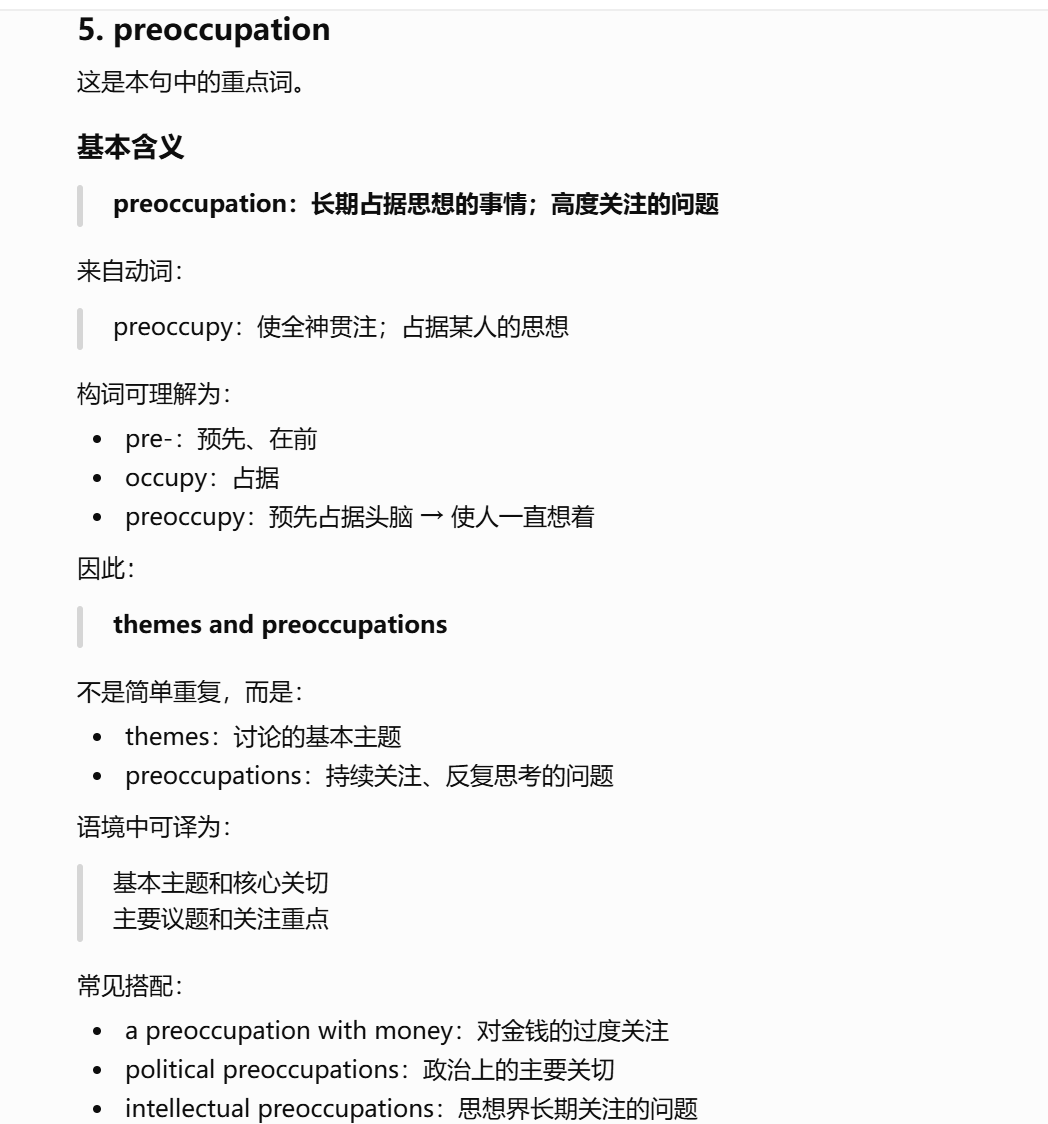 5. preoccupation
这是本句中的重点词。
基本含义
preoccupation：长期占据思想的事情；高度关注的问题
来自动词：
preoccupy：使全神贯注；占据某人的思想
构词可理解为：
• pre-：预先、在前
• occupy：占据
• preoccupy：预先占据头脑 → 使人一直想着
因此：
themes and preoccupations
不是简单重复，而是：
• themes：讨论的基本主题
• preoccupations：持续关注、反复思考的问题
语境中可译为：
基本主题和核心关切
主要议题和关注重点
常见搭配：
• a preoccupation with money：对金钱的过度关注
• political preoccupations：政治上的主要关切
• intellectual preoccupations：思想界长期关注的问题